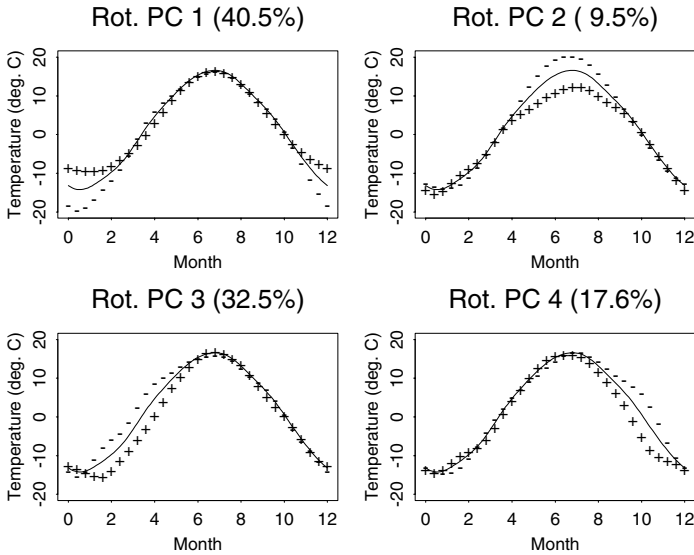 Rot. PC 1 (40.5%)
Temperature (deg. C)
20
10
0
-10
-20
0 2 4 6 8 10 12
Month
Rot. PC 2 ( 9.5%)
Temperature (deg. C)
20
10
0
-10
-20
0 2 4 6 8 10 12
Month
Rot. PC 3 (32.5%)
Temperature (deg. C)
20
10
0
-10
-20
0 2 4 6 8 10 12
Month
Rot. PC 4 (17.6%)
Temperature (deg. C)
20
10
0
-10
-20
0 2 4 6 8 10 12
Month